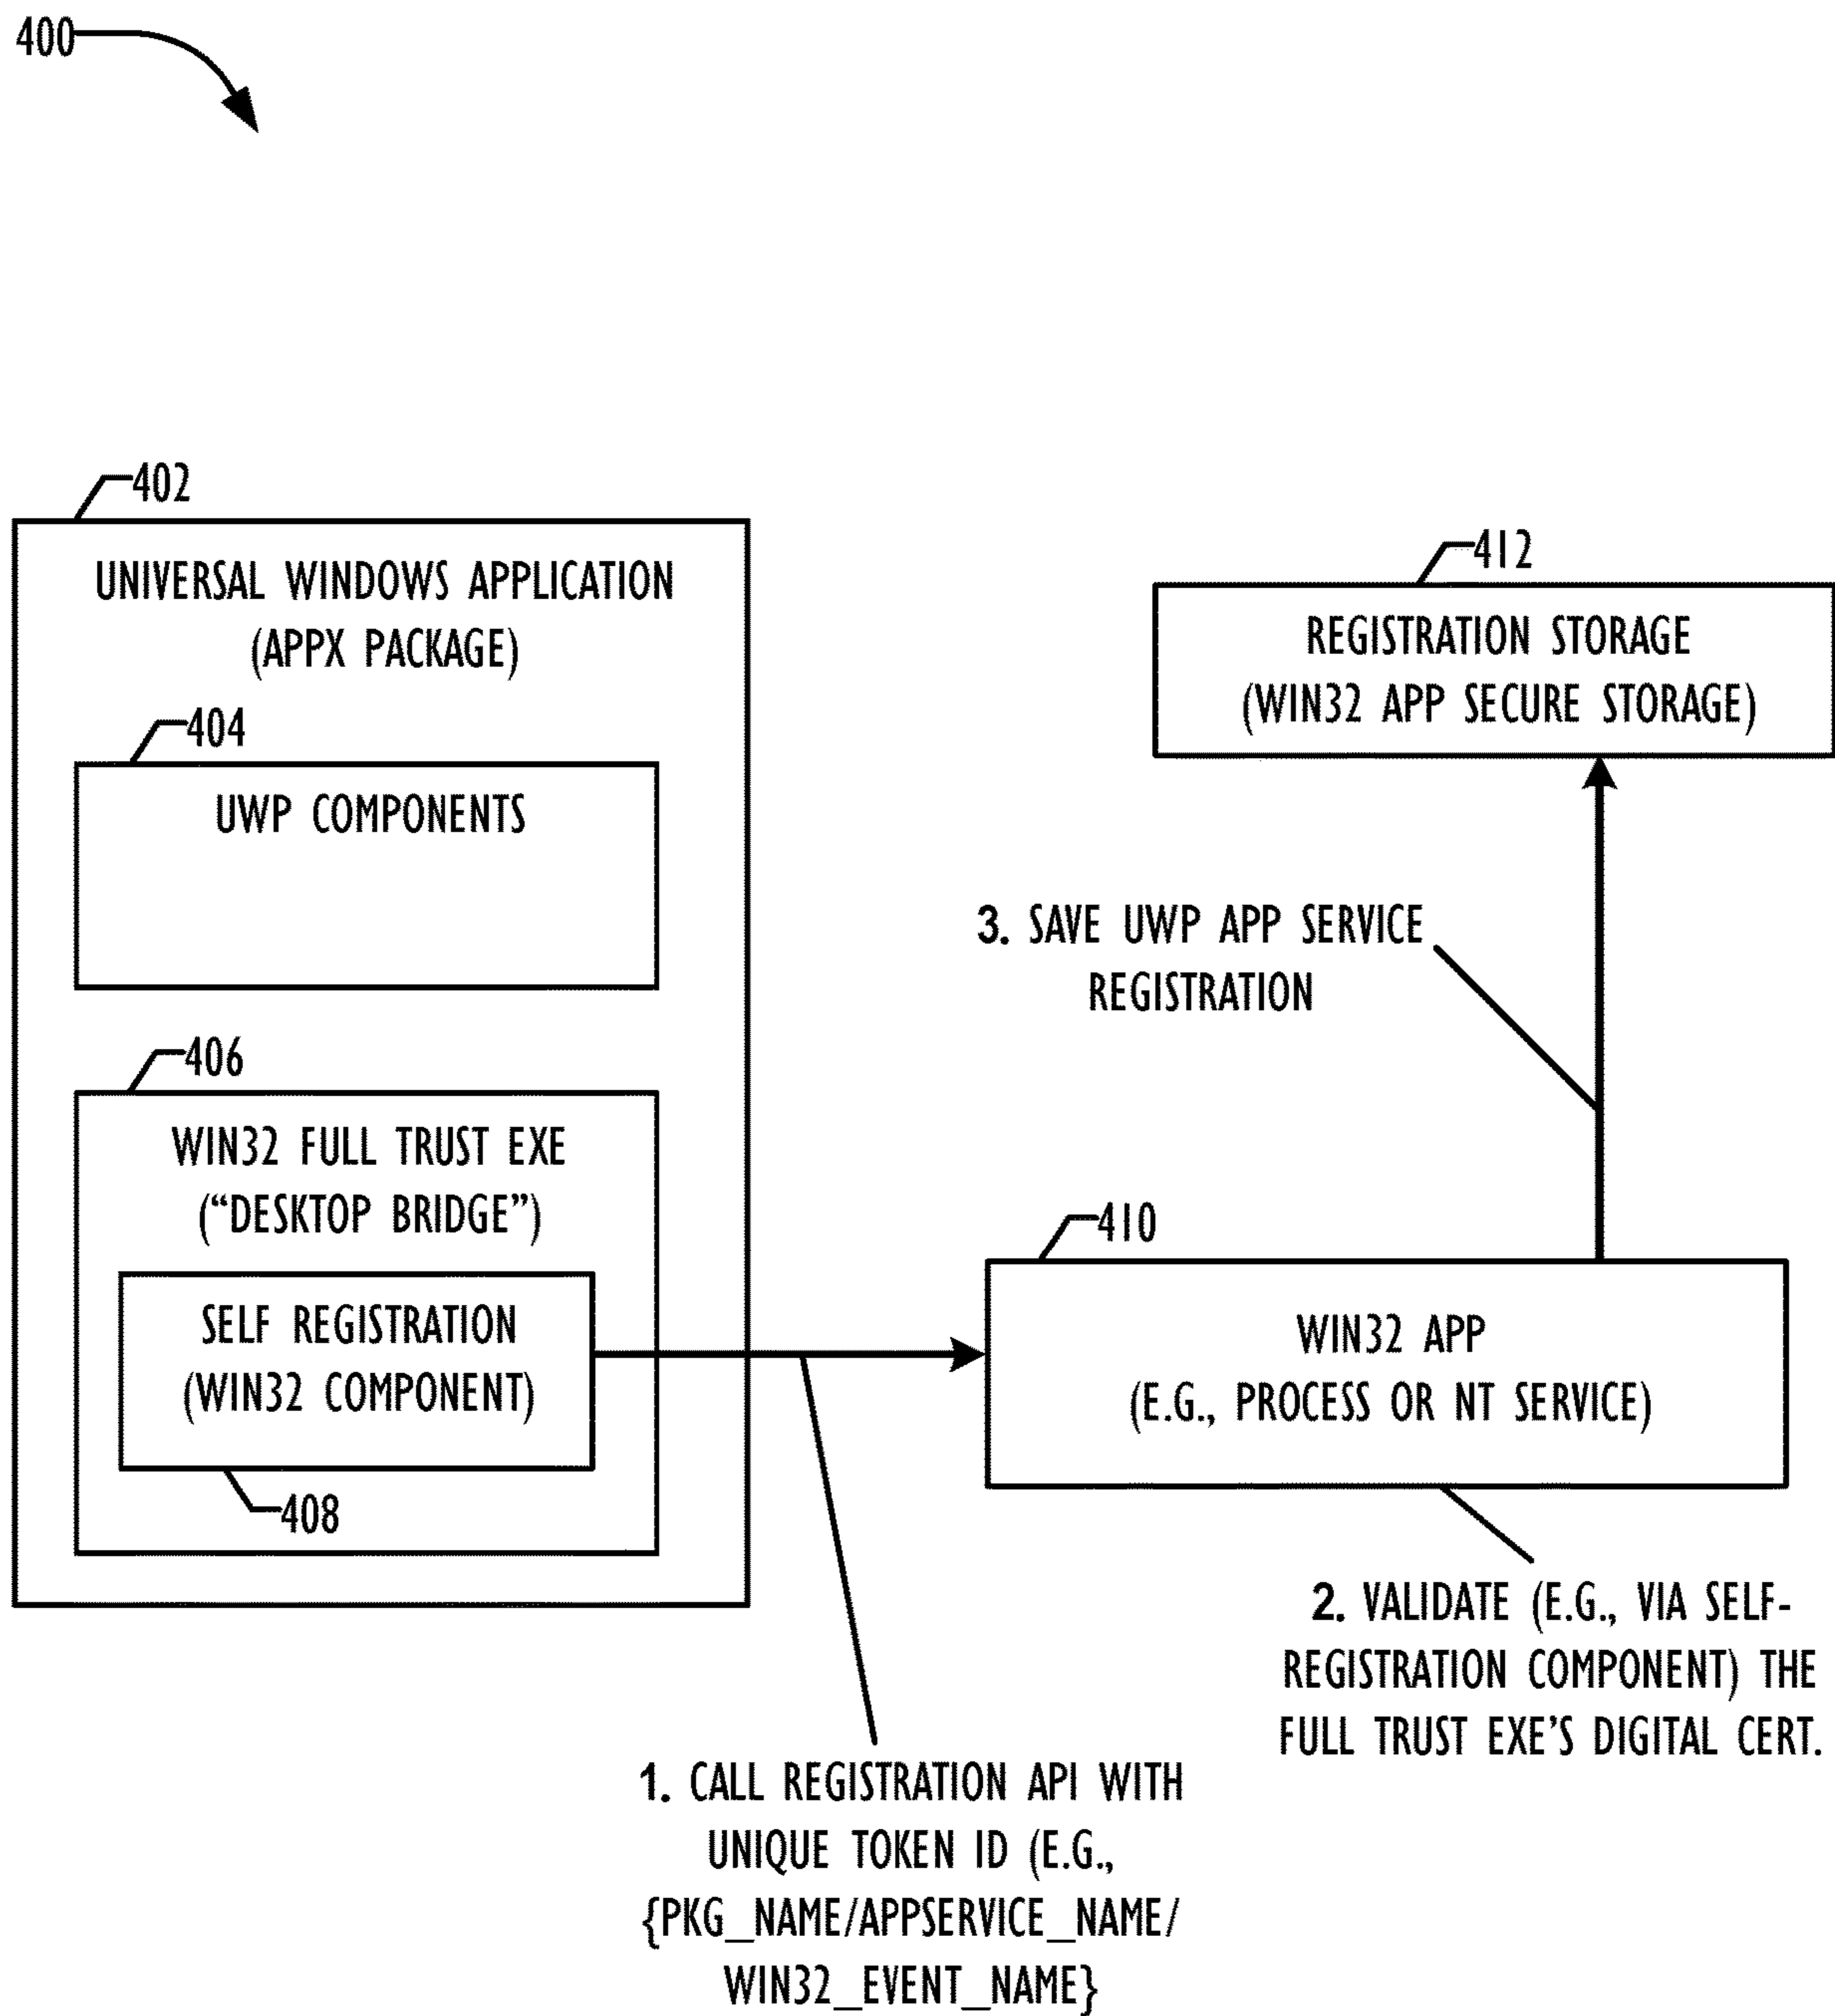 400
402
UNIVERSAL WINDOWS APPLICATION
(APPX PACKAGE)
404
UWP COMPONENTS
406
WIN32 FULL TRUST EXE
(“DESKTOP BRIDGE”)
SELF REGISTRATION
(WIN32 COMPONENT)
408
412
REGISTRATION STORAGE
(WIN32 APP SECURE STORAGE)
3. SAVE UWP APP SERVICE
REGISTRATION
410
WIN32 APP
(E.G., PROCESS OR NT SERVICE)
2. VALIDATE (E.G., VIA SELF-
REGISTRATION COMPONENT) THE
FULL TRUST EXE’S DIGITAL CERT.
1. CALL REGISTRATION API WITH
UNIQUE TOKEN ID (E.G.,
{PKG_NAME/APPSERVICE_NAME/
WIN32_EVENT_NAME}